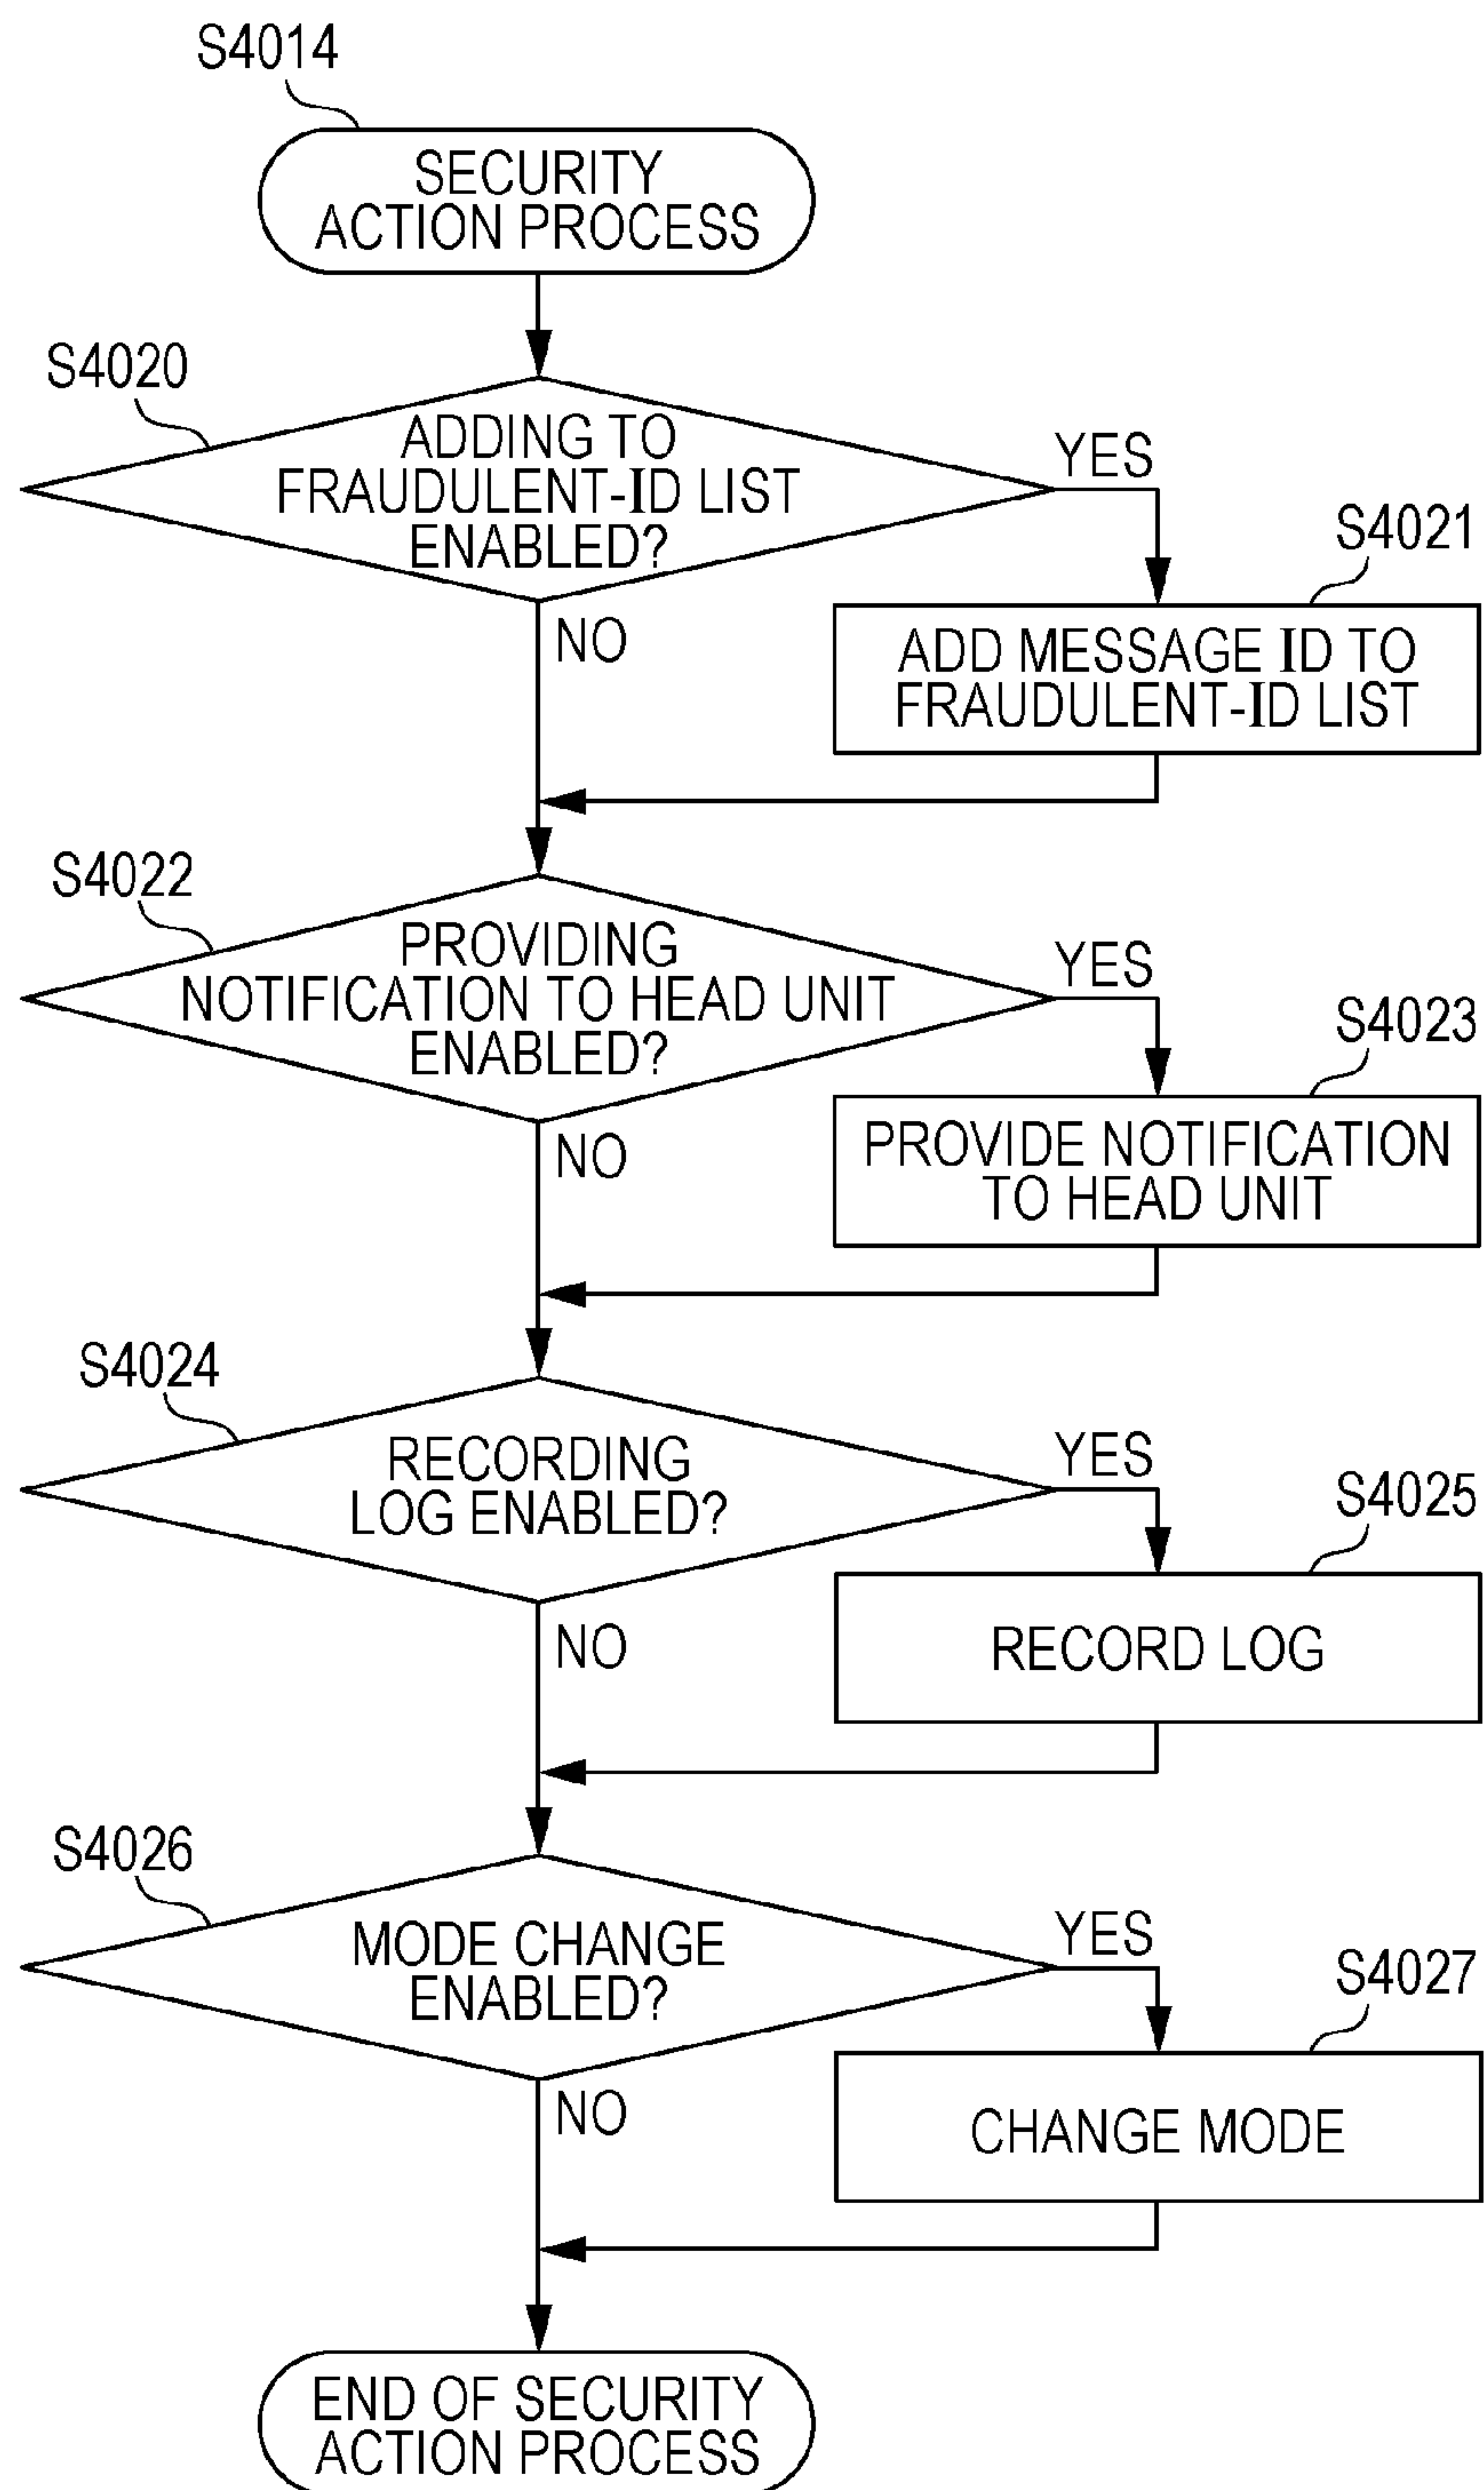 S4014
SECURITY
ACTION PROCESS
S4020
ADDING TO
FRAUDULENT-ID LIST
ENABLED?
YES
S4021
ADD MESSAGE ID TO
FRAUDULENT-ID LIST
NO
S4022
PROVIDING
NOTIFICATION TO HEAD UNIT
ENABLED?
YES
S4023
PROVIDE NOTIFICATION
TO HEAD UNIT
NO
S4024
RECORDING
LOG ENABLED?
YES
S4025
RECORD LOG
NO
S4026
MODE CHANGE
ENABLED?
YES
S4027
CHANGE MODE
NO
END OF SECURITY
ACTION PROCESS